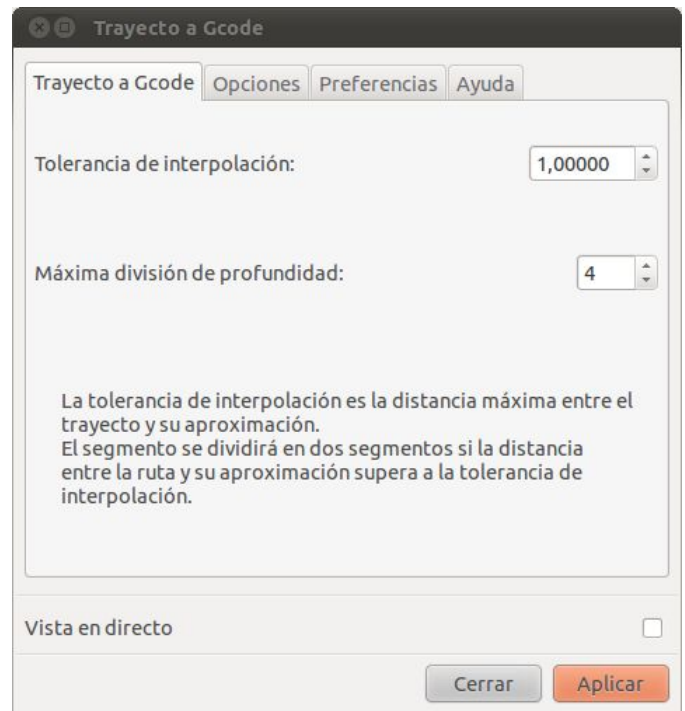 Trayecto a Gcode
Trayecto a Gcode Opciones Preferencias Ayuda
Tolerancia de interpolación: 1,00000
Máxima división de profundidad: 4
La tolerancia de interpolación es la distancia máxima entre el
trayecto y su aproximación.
El segmento se dividirá en dos segmentos si la distancia
entre la ruta y su aproximación supera a la tolerancia de
interpolación.
Vista en directo
Cerrar Aplicar